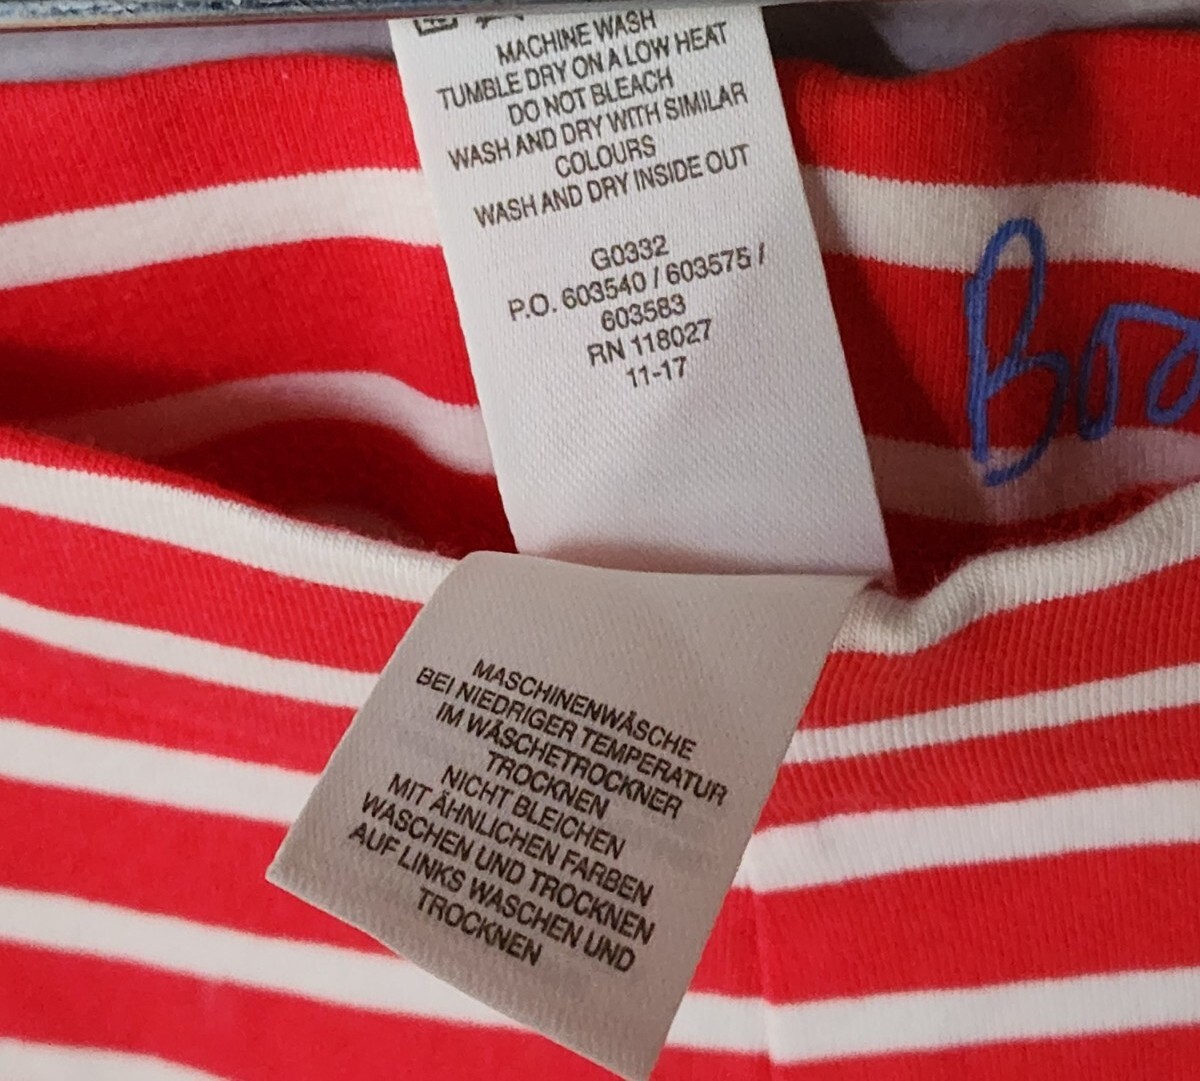 MACHINE WASH
TUMBLE DRY ON A LOW HEAT
DO NOT BLEACH
WASH AND DRY WITH SIMILAR
COLOURS
WASH AND DRY INSIDE OUT
G0332
P.O. 603540 / 603575 /
603583
RN 118027
11-17
Bo
MASCHINENWÄSCHE
BEI NIEDRIGER TEMPERATUR
IM WÄSCHETROCKNER
TROCKNEN
NICHT BLEICHEN
MIT ÄHNLICHEN FARBEN
WASCHEN UND TROCKNEN
AUF LINKS WASCHEN UND
TROCKNEN